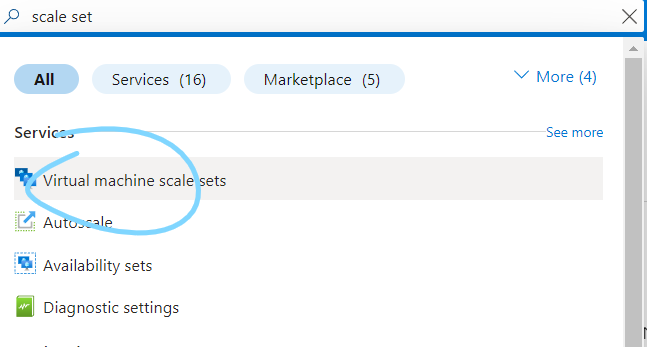 scale set
All Services (16) Marketplace (5) More (4)
Services See more
Virtual machine scale sets
Autoscale
Availability sets
Diagnostic settings